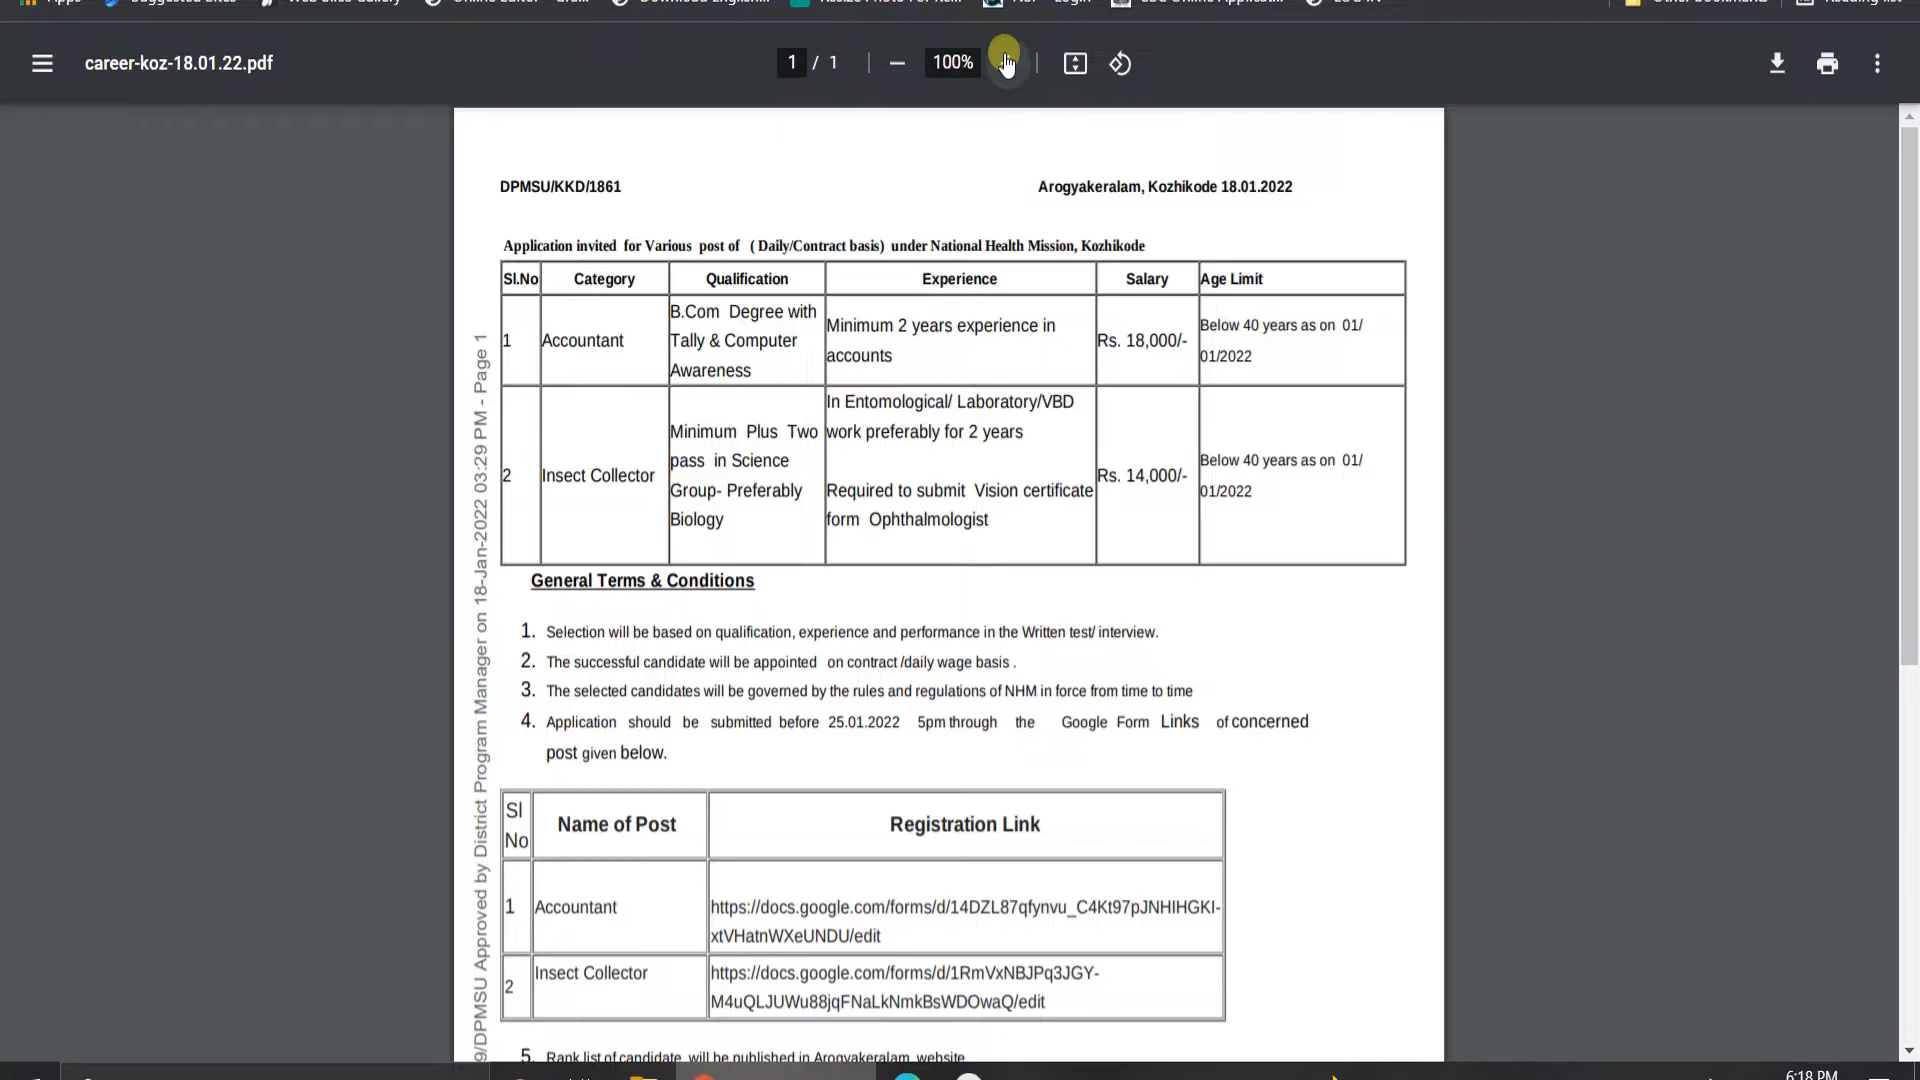 career-koz-18.01.22.pdf
1 / 1
100%
DPMSU/KKD/1861
Arogyakeralam, Kozhikode 18.01.2022
Application invited for Various post of ( Daily/Contract basis) under National Health Mission, Kozhikode
Sl.No Category Qualification Experience Salary Age Limit
1 Accountant
B.Com Degree with
Tally & Computer
Awareness
Minimum 2 years experience in
accounts
Rs. 18,000/-
Below 40 years as on 01/
01/2022
2 Insect Collector
Minimum Plus Two
pass in Science
Group- Preferably
Biology
In Entomological/ Laboratory/VBD
work preferably for 2 years
Required to submit Vision certificate
form Ophthalmologist
Rs. 14,000/-
Below 40 years as on 01/
01/2022
General Terms & Conditions
1. Selection will be based on qualification, experience and performance in the Written test/ interview.
2. The successful candidate will be appointed on contract /daily wage basis .
3. The selected candidates will be governed by the rules and regulations of NHM in force from time to time
4. Application should be submitted before 25.01.2022 5pm through the Google Form Links of concerned
post given below.
Sl
No
Name of Post
Registration Link
1 Accountant
https://docs.google.com/forms/d/14DZL87qfynvu_C4Kt97pJNHIHGKI-
xtVHatnWXeUNDU/edit
2 Insect Collector
https://docs.google.com/forms/d/1RmVxNBJPq3JGY-
M4uQLJUWu88jqFNaLkNmkBsWDOwaQ/edit
5. Rank list of candidate will be published in Arogyakeralam website
9/DPMSU Approved by District Program Manager on 18-Jan-2022 03:29 PM - Page 1
6:18 PM